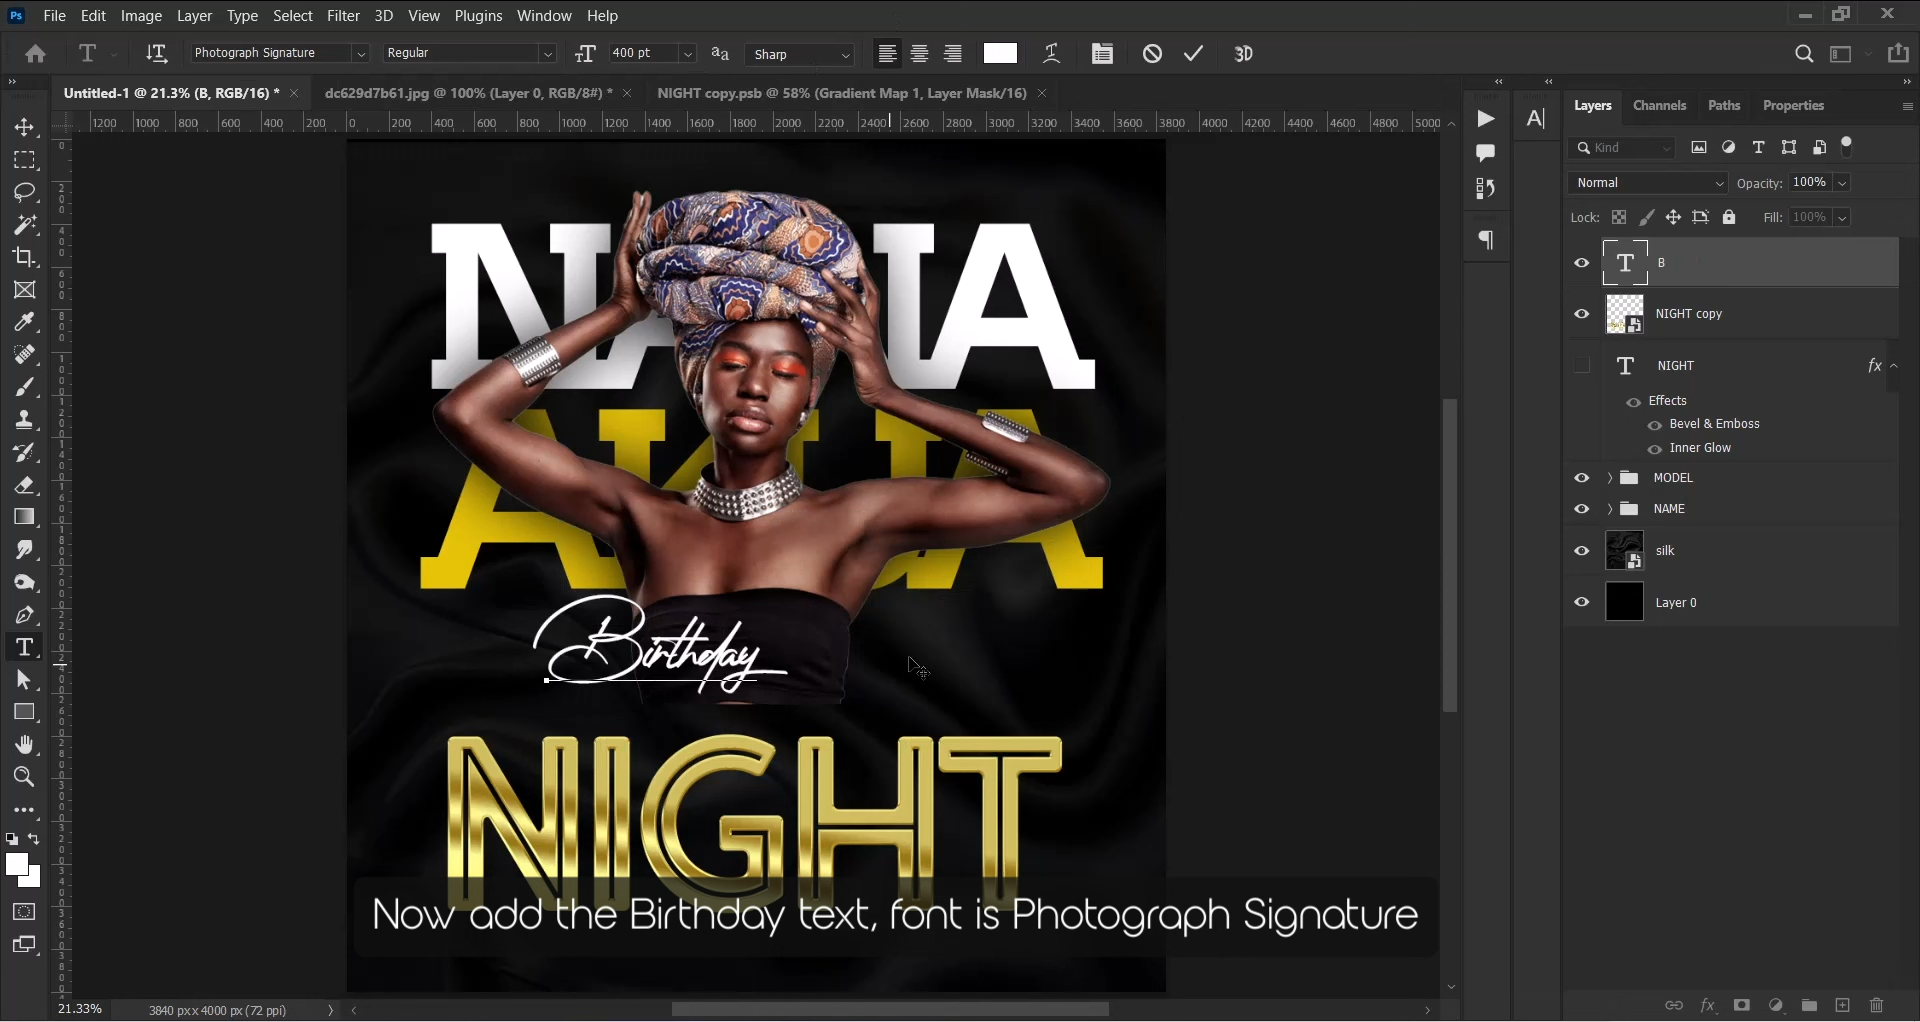 Ps File Edit Image Layer Type Select Filter 3D View Plugins Window Help
Photograph Signature Regular 400 pt aa Sharp 3D
Untitled-1 @ 21.3% (B, RGB/16) * dc629d7b61.jpg @ 100% (Layer 0, RGB/8#) * NIGHT copy.psb @ 58% (Gradient Map 1, Layer Mask/16)
Layers Channels Paths Properties
1200 1000 800 600 400 200 0 200 400 600 800 1000 1200 1400 1600 1800 2000 2200 2400 2600 2800 3000 3200 3400 3600 3800 4000 4200 4400 4600 4800 5000
Kind
Normal Opacity: 100%
Lock: Fill: 100%
B
NIGHT copy
NIGHT fx
Effects
Bevel & Emboss
Inner Glow
MODEL
NAME
silk
Layer 0
AKUA
Birthday
NIGHT
Now add the Birthday text, font is Photograph Signature
21.33% 3840 px x 4000 px (72 ppi)